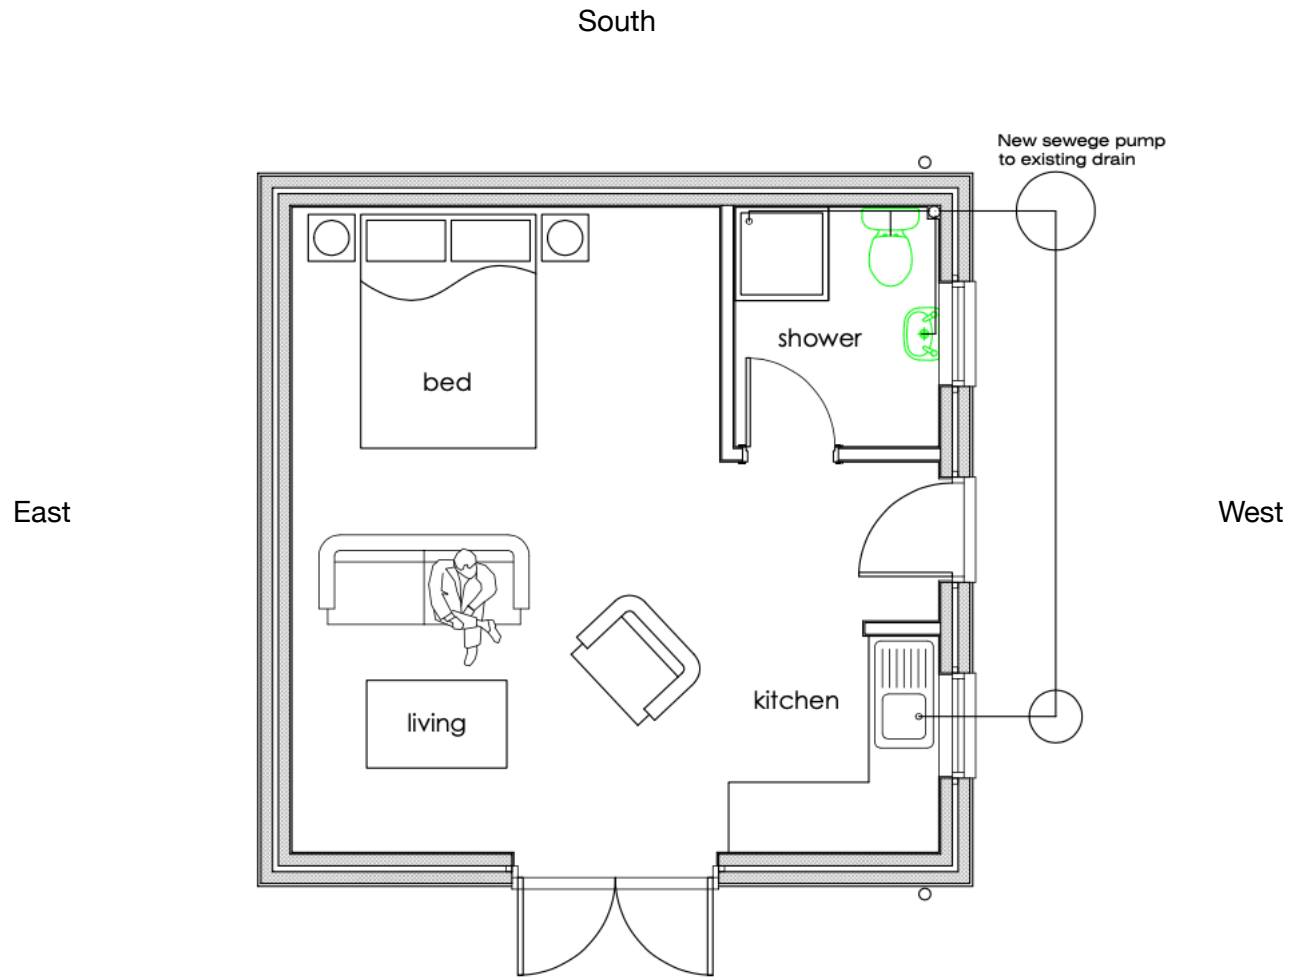 South
New sewege pump
to existing drain
shower
bed
East
West
kitchen
living